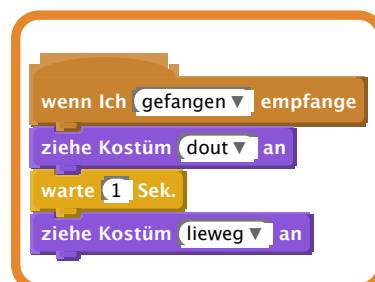 wenn Ich gefangen empfange
ziehe Kostüm dout an
warte 1 Sek.
ziehe Kostüm lieweg an